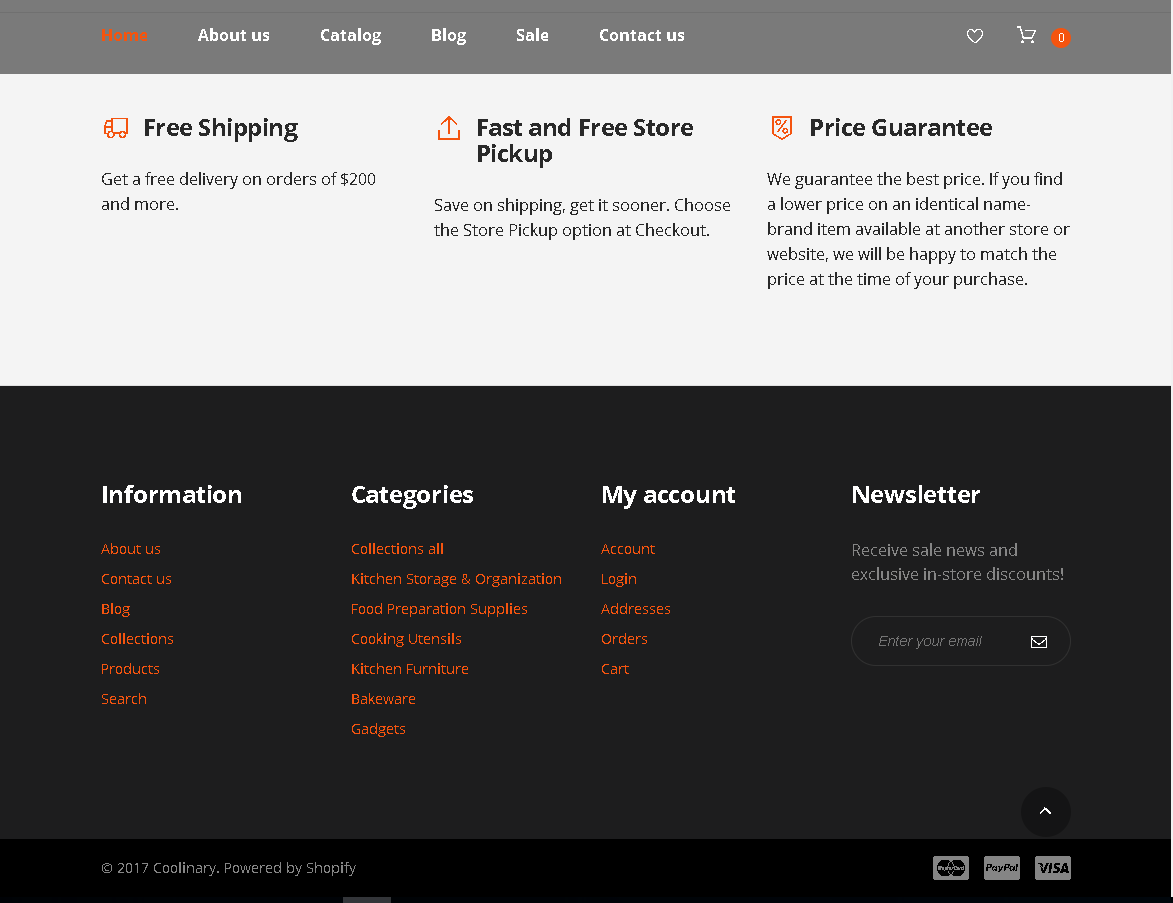 Home About us Catalog Blog Sale Contact us 0
Free Shipping
Get a free delivery on orders of $200
and more.
Fast and Free Store
Pickup
Save on shipping, get it sooner. Choose
the Store Pickup option at Checkout.
Price Guarantee
We guarantee the best price. If you find
a lower price on an identical name-
brand item available at another store or
website, we will be happy to match the
price at the time of your purchase.
Information
About us
Contact us
Blog
Collections
Products
Search
Categories
Collections all
Kitchen Storage & Organization
Food Preparation Supplies
Cooking Utensils
Kitchen Furniture
Bakeware
Gadgets
My account
Account
Login
Addresses
Orders
Cart
Newsletter
Receive sale news and
exclusive in-store discounts!
Enter your email
© 2017 Coolinary. Powered by Shopify
MasterCard PayPal VISA